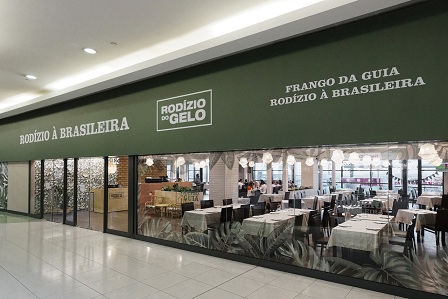 RODÍZIO À BRASILEIRA
RODÍZIO
DO GELO
FRANGO DA GUIA
RODÍZIO À BRASILEIRA